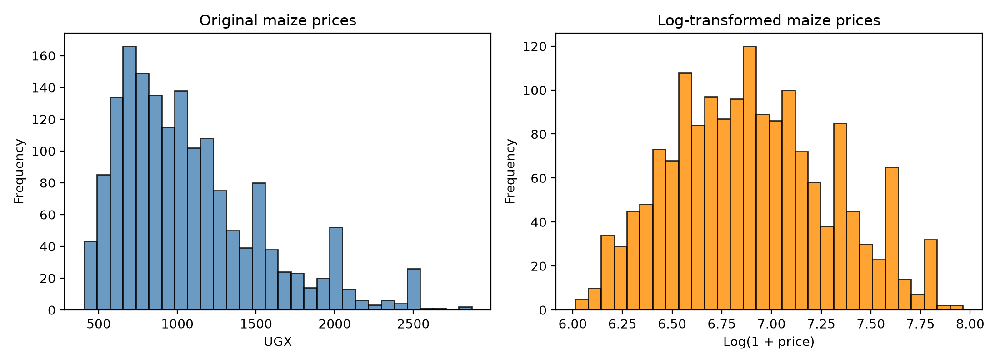 Original maize prices
160
140
120
100
80
60
40
20
0
Frequency
500 1000 1500 2000 2500
UGX
Log-transformed maize prices
120
100
80
60
40
20
0
Frequency
6.00 6.25 6.50 6.75 7.00 7.25 7.50 7.75 8.00
Log(1 + price)